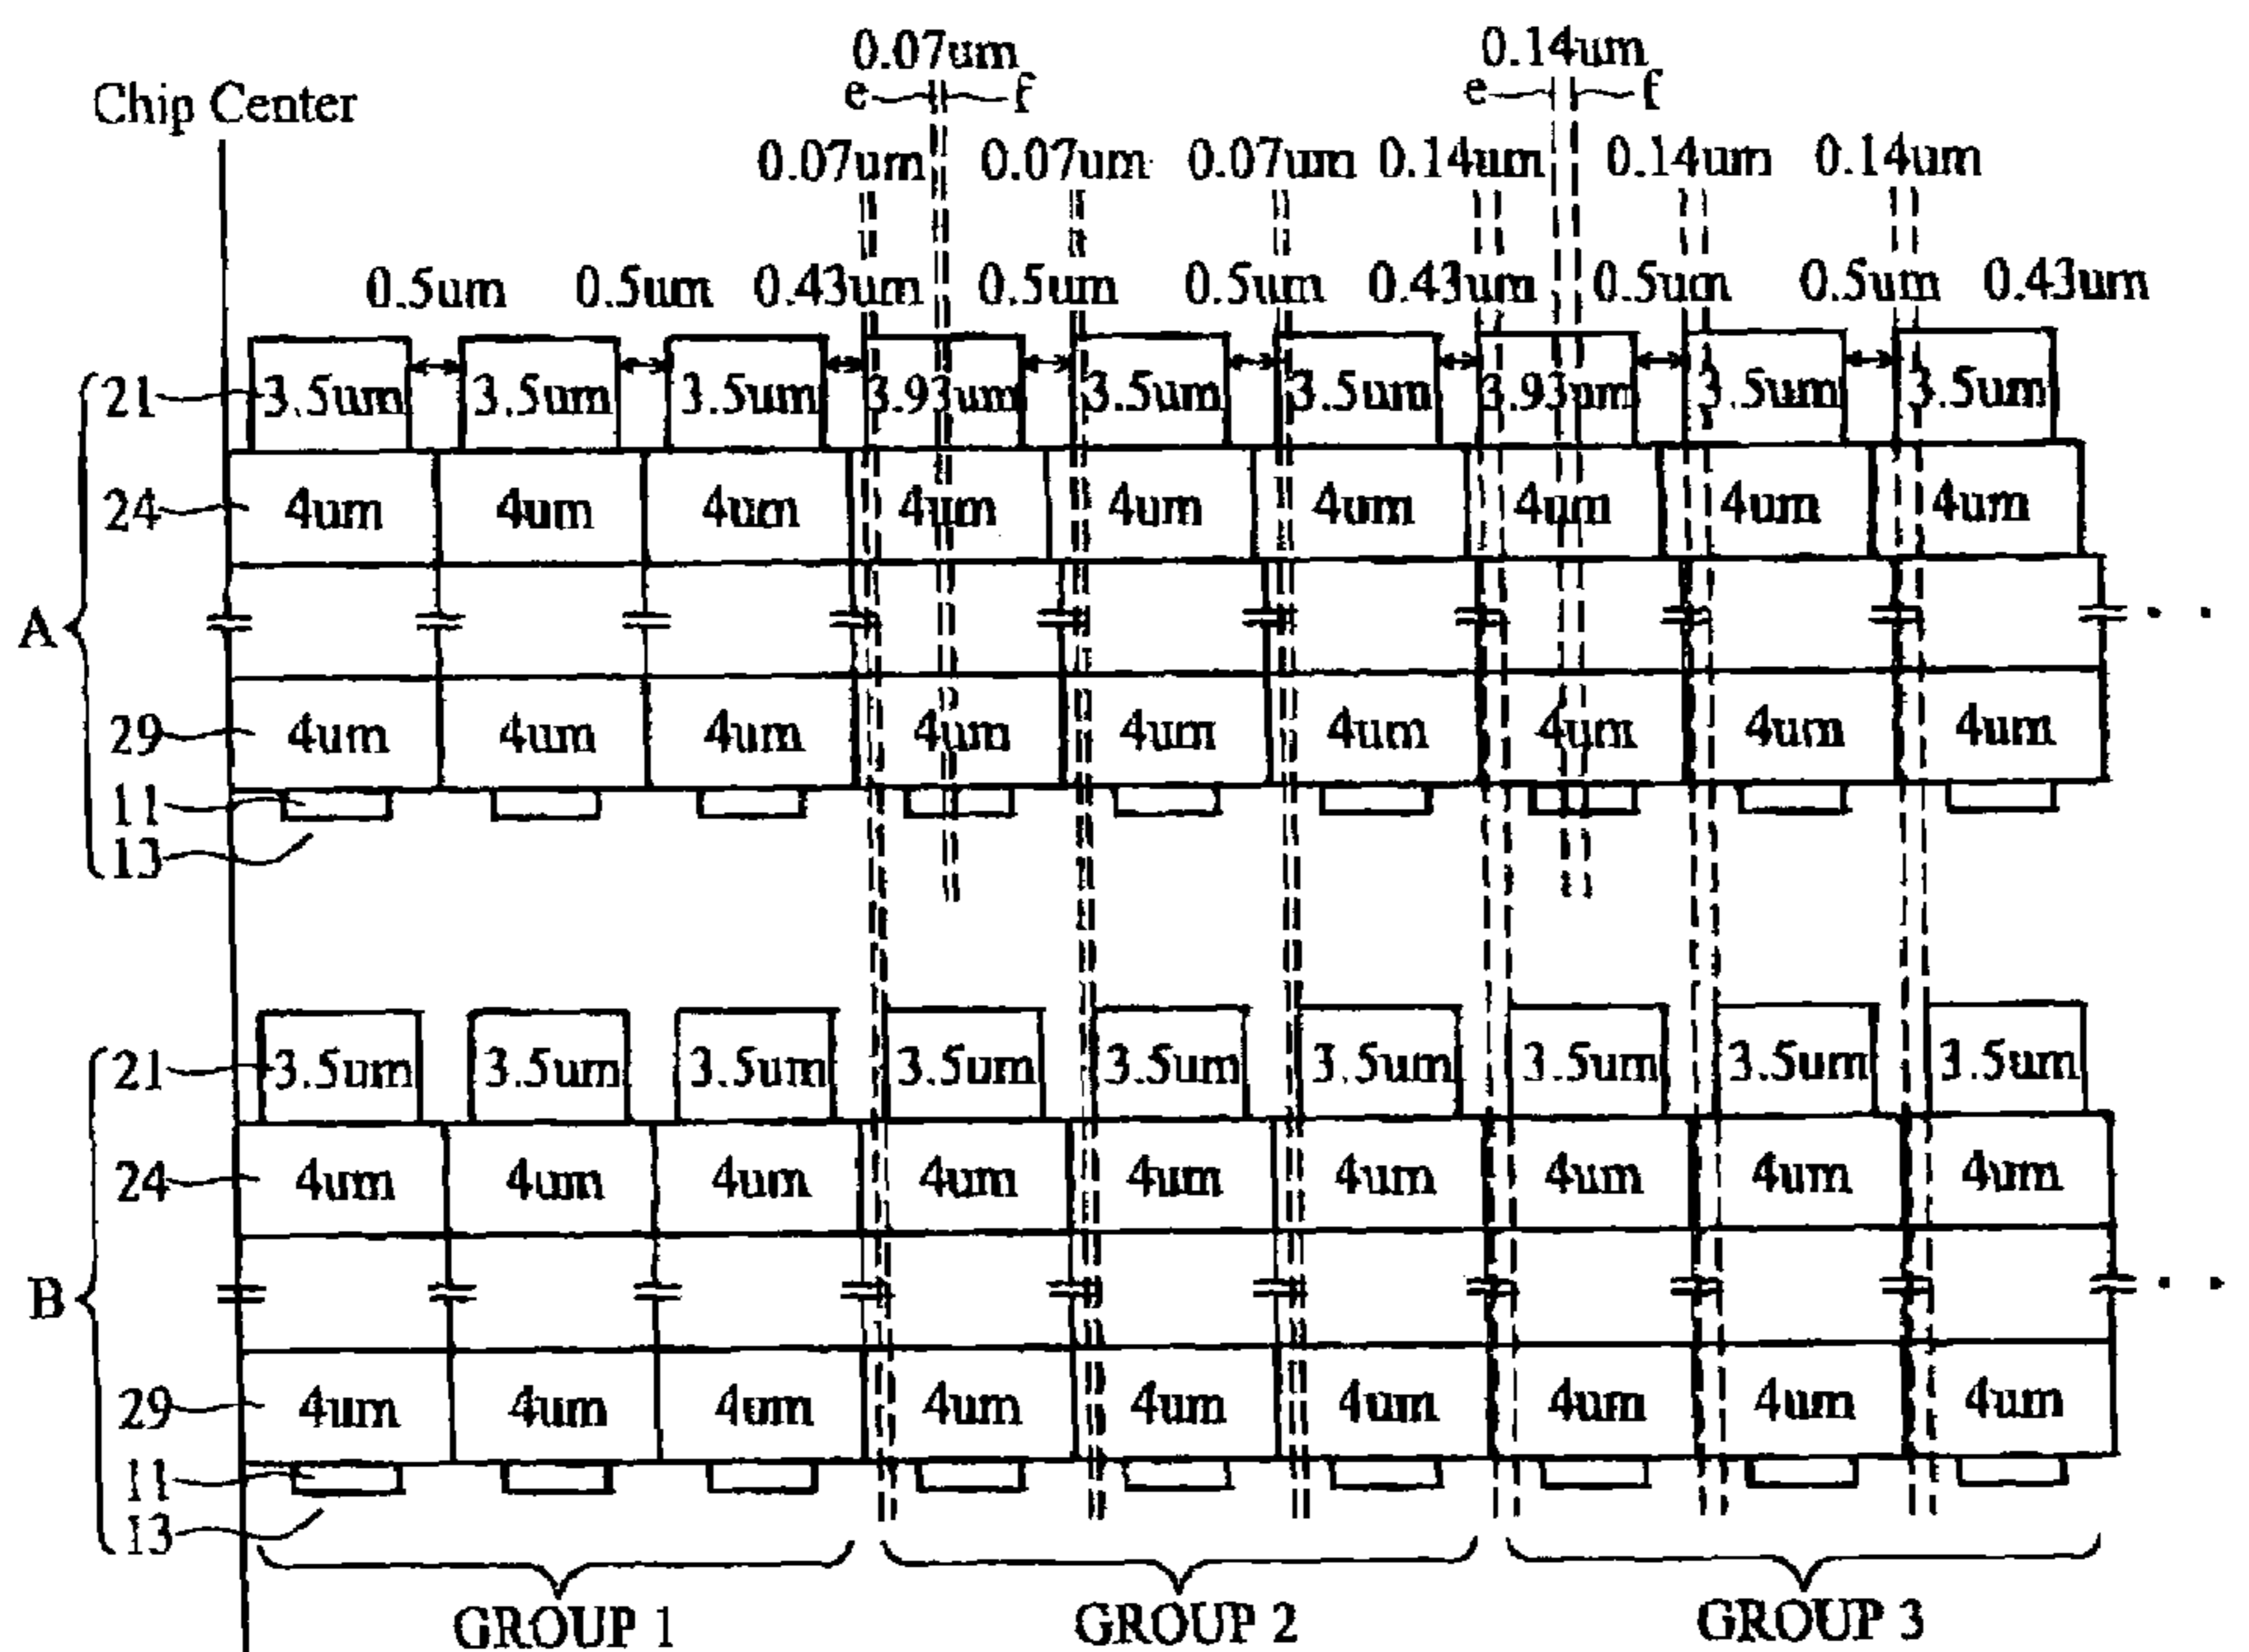 0.07um 0.14um
e f e f
Chip Center
0.07um 0.07um 0.07um 0.14um 0.14um 0.14um
0.5um 0.5um 0.43um 0.5um 0.5um 0.43um 0.5um 0.5um 0.43um
21 3.5um 3.5um 3.5um 3.93um 3.5um 3.5um 3.93um 3.5um 3.5um
24 4um 4um 4um 4um 4um 4um 4um 4um 4um
A
29 4um 4um 4um 4um 4um 4um 4um 4um 4um
11
13
21 3.5um 3.5um 3.5um 3.5um 3.5um 3.5um 3.5um 3.5um 3.5um
24 4um 4um 4um 4um 4um 4um 4um 4um 4um
B
29 4um 4um 4um 4um 4um 4um 4um 4um 4um
11
13
GROUP 1 GROUP 2 GROUP 3